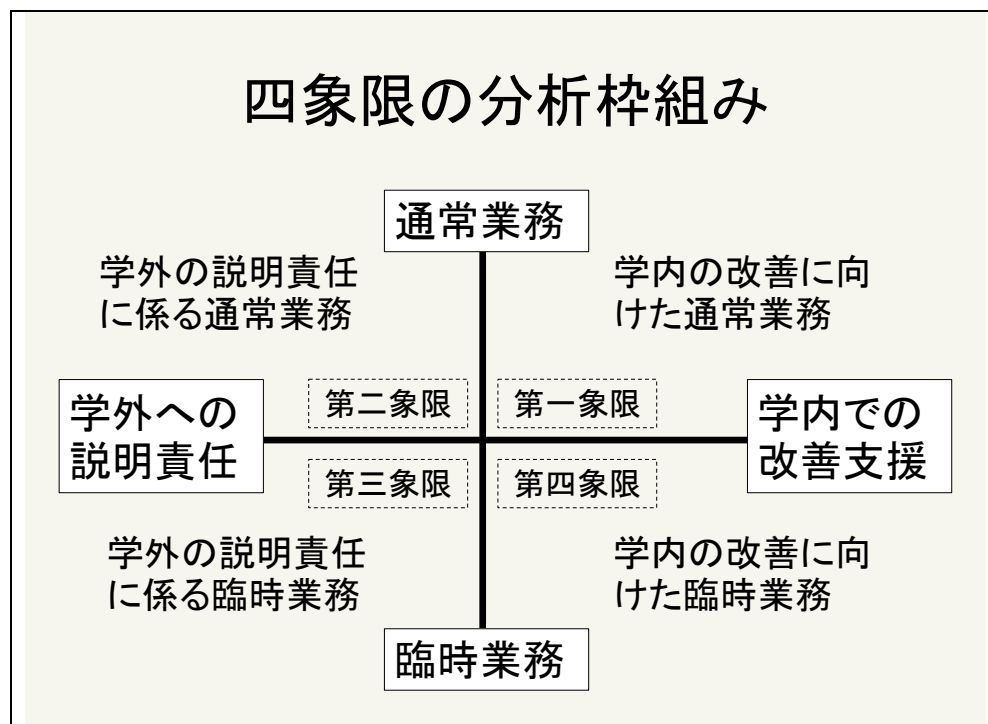 四象限の分析枠組み
通常業務
学外の説明責任
に係る通常業務
学内の改善に向
けた通常業務
第二象限
第一象限
学外への
説明責任
学内での
改善支援
第三象限
第四象限
学外の説明責任
に係る臨時業務
学内の改善に向
けた臨時業務
臨時業務